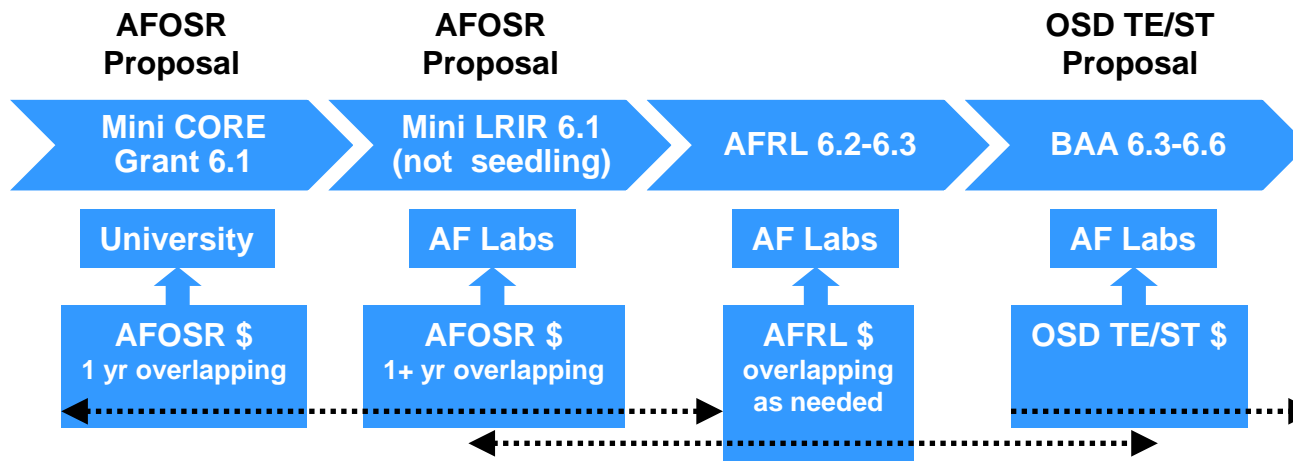 AFOSR
Proposal
AFOSR
Proposal
OSD TE/ST
Proposal
Mini CORE
Grant 6.1
Mini LRIR 6.1
(not seedling)
AFRL 6.2-6.3
BAA 6.3-6.6
University
AF Labs
AF Labs
AF Labs
AFOSR $
1 yr overlapping
AFOSR $
1+ yr overlapping
AFRL $
overlapping
as needed
OSD TE/ST $